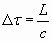 Δτ = L/c